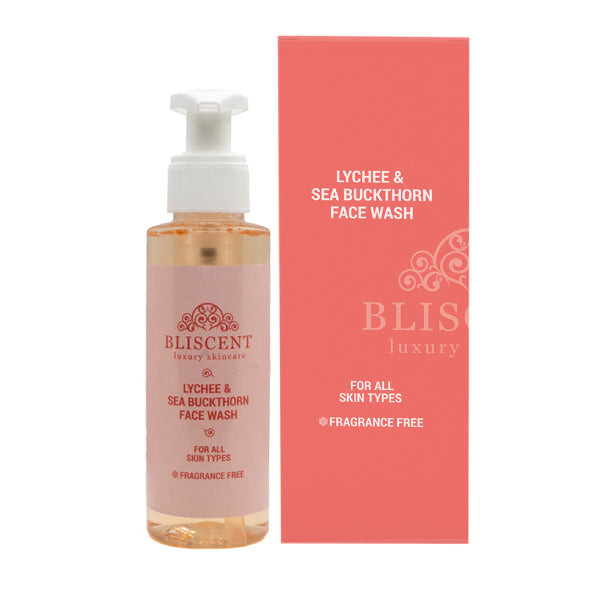 BLISCENT
luxury skincare
LYCHEE &
SEA BUCKTHORN
FACE WASH
FOR ALL
SKIN TYPES
FRAGRANCE FREE
LYCHEE &
SEA BUCKTHORN
FACE WASH
BLISC
luxury
FOR ALL
SKIN TYPES
FRAGRANCE FREE